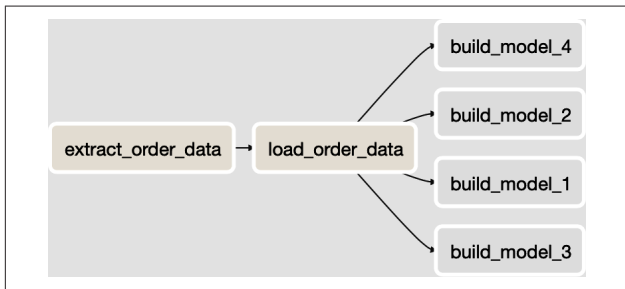 build_model_4
build_model_2
extract_order_data
load_order_data
build_model_1
build_model_3